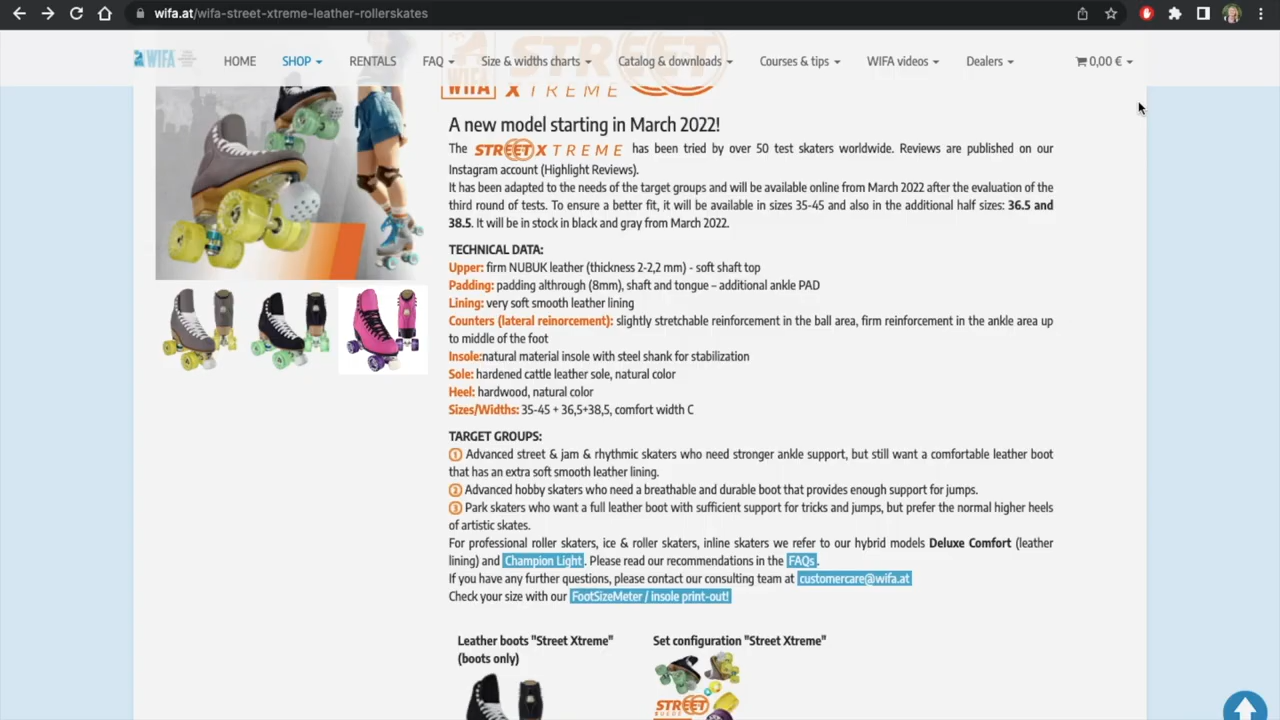 wifa.at/wifa-street-xtreme-leather-rollerskates
WIFA
HOME
SHOP
RENTALS
FAQ
Size & widths charts
Catalog & downloads
Courses & tips
WIFA videos
Dealers
0,00 €
STREET
WIFA XTREME
A new model starting in March 2022!
The STREET XTREME has been tried by over 50 test skaters worldwide. Reviews are published on our
Instagram account (Highlight Reviews).
It has been adapted to the needs of the target groups and will be available online from March 2022 after the evaluation of the
third round of tests. To ensure a better fit, it will be available in sizes 35-45 and also in the additional half sizes: 36.5 and
38.5. It will be in stock in black and gray from March 2022.
TECHNICAL DATA:
Upper: firm NUBUK leather (thickness 2-2,2 mm) - soft shaft top
Padding: padding althrough (8mm), shaft and tongue – additional ankle PAD
Lining: very soft smooth leather lining
Counters (lateral reinorcement): slightly stretchable reinforcement in the ball area, firm reinforcement in the ankle area up
to middle of the foot
Insole:natural material insole with steel shank for stabilization
Sole: hardened cattle leather sole, natural color
Heel: hardwood, natural color
Sizes/Widths: 35-45 + 36,5+38,5, comfort width C
TARGET GROUPS:
1 Advanced street & jam & rhythmic skaters who need stronger ankle support, but still want a comfortable leather boot
that has an extra soft smooth leather lining.
2 Advanced hobby skaters who need a breathable and durable boot that provides enough support for jumps.
3 Park skaters who want a full leather boot with sufficient support for tricks and jumps, but prefer the normal higher heels
of artistic skates.
For professional roller skaters, ice & roller skaters, inline skaters we refer to our hybrid models Deluxe Comfort (leather
lining) and Champion Light. Please read our recommendations in the FAQs.
If you have any further questions, please contact our consulting team at customercare@wifa.at
Check your size with our FootSizeMeter / insole print-out!
Leather boots "Street Xtreme"
(boots only)
Set configuration "Street Xtreme"
STREET